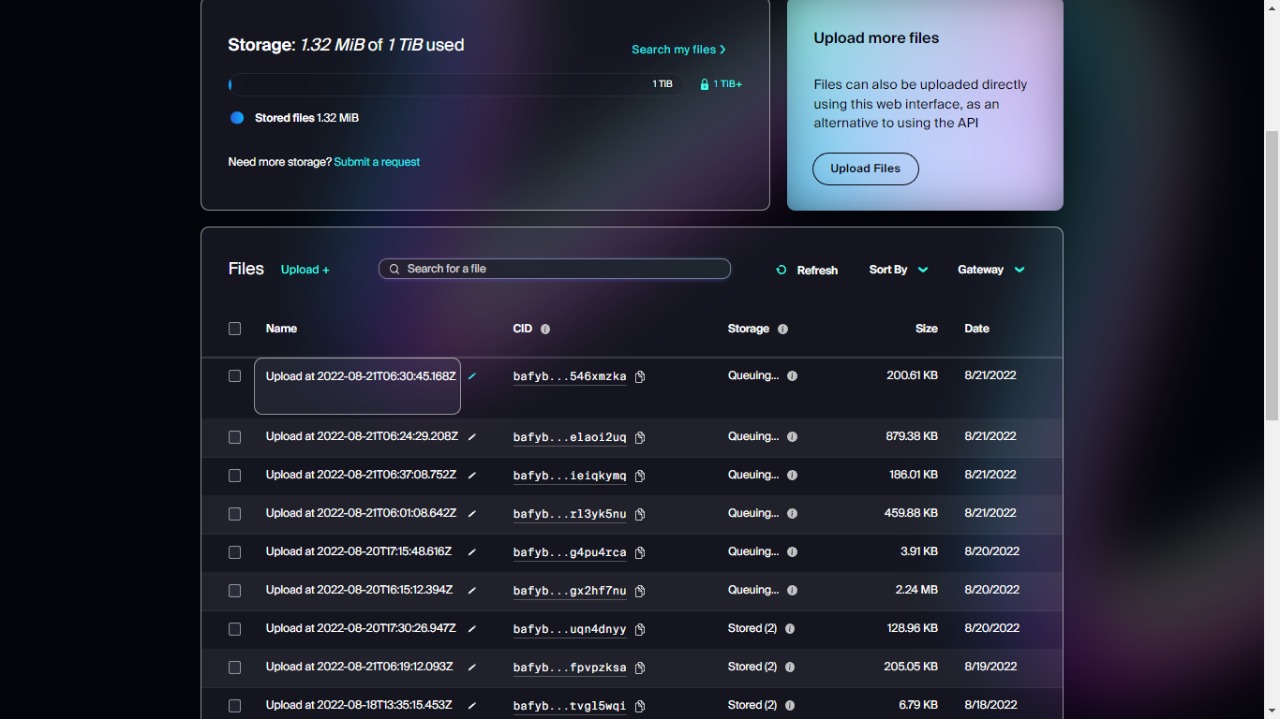 Storage: 1.32 MiB of 1 TiB used
Search my files
1 TiB
1 TiB+
Stored files 1.32 MiB
Need more storage? Submit a request
Upload more files
Files can also be uploaded directly
using this web interface, as an
alternative to using the API
Upload Files
Files Upload + Search for a file Refresh Sort By Gateway
Name CID Storage Size Date
Upload at 2022-08-21T06:30:45.168Z bafyb...546xmzka Queuing... 200.61 KB 8/21/2022
Upload at 2022-08-21T06:24:29.208Z bafyb...elaoi2uq Queuing... 879.38 KB 8/21/2022
Upload at 2022-08-21T06:37:08.752Z bafyb...ieiqkymq Queuing... 186.01 KB 8/21/2022
Upload at 2022-08-21T06:01:08.642Z bafyb...rl3yk5nu Queuing... 459.88 KB 8/21/2022
Upload at 2022-08-20T17:15:48.616Z bafyb...g4pu4rca Queuing... 3.91 KB 8/20/2022
Upload at 2022-08-20T16:15:12.394Z bafyb...gx2hf7nu Queuing... 2.24 MB 8/20/2022
Upload at 2022-08-20T17:30:26.947Z bafyb...uqn4dnyy Stored (2) 128.96 KB 8/20/2022
Upload at 2022-08-21T06:19:12.093Z bafyb...fpvpzksa Stored (2) 205.05 KB 8/19/2022
Upload at 2022-08-18T13:35:15.453Z bafyb...tvgl5wqi Stored (2) 6.79 KB 8/18/2022